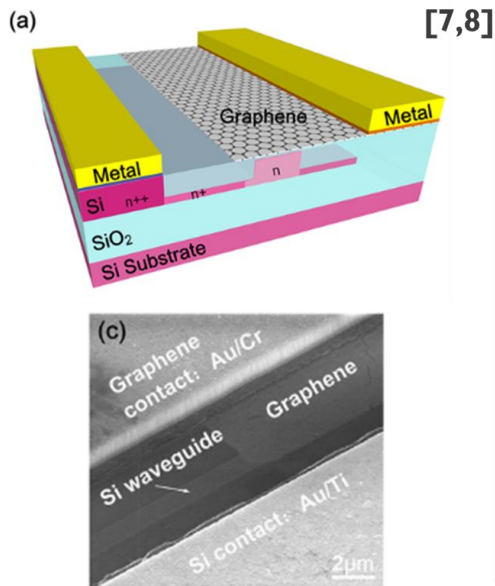 (a)
[7,8]
Graphene
Metal
Metal
n
n+
Si n++
SiO2
Si Substrate
(c)
Graphene
contact: Au/Cr
Graphene
Si waveguide
Si contact: Au/Ti
2μm